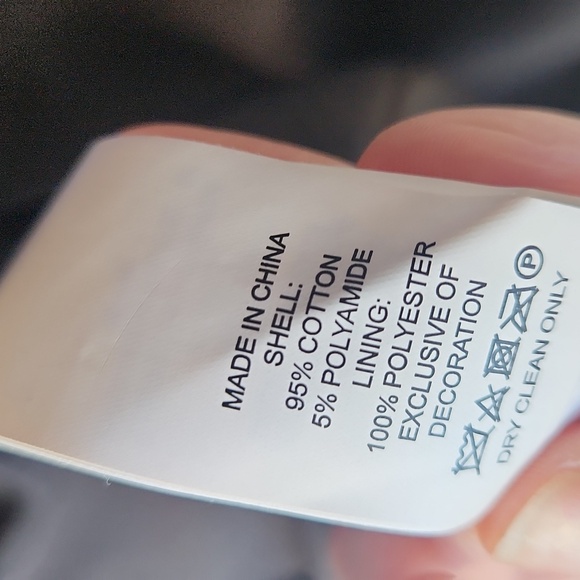 MADE IN CHINA
SHELL:
95% COTTON
5% POLYAMIDE
LINING:
100% POLYESTER
EXCLUSIVE OF
DECORATION
P
DRY CLEAN ONLY